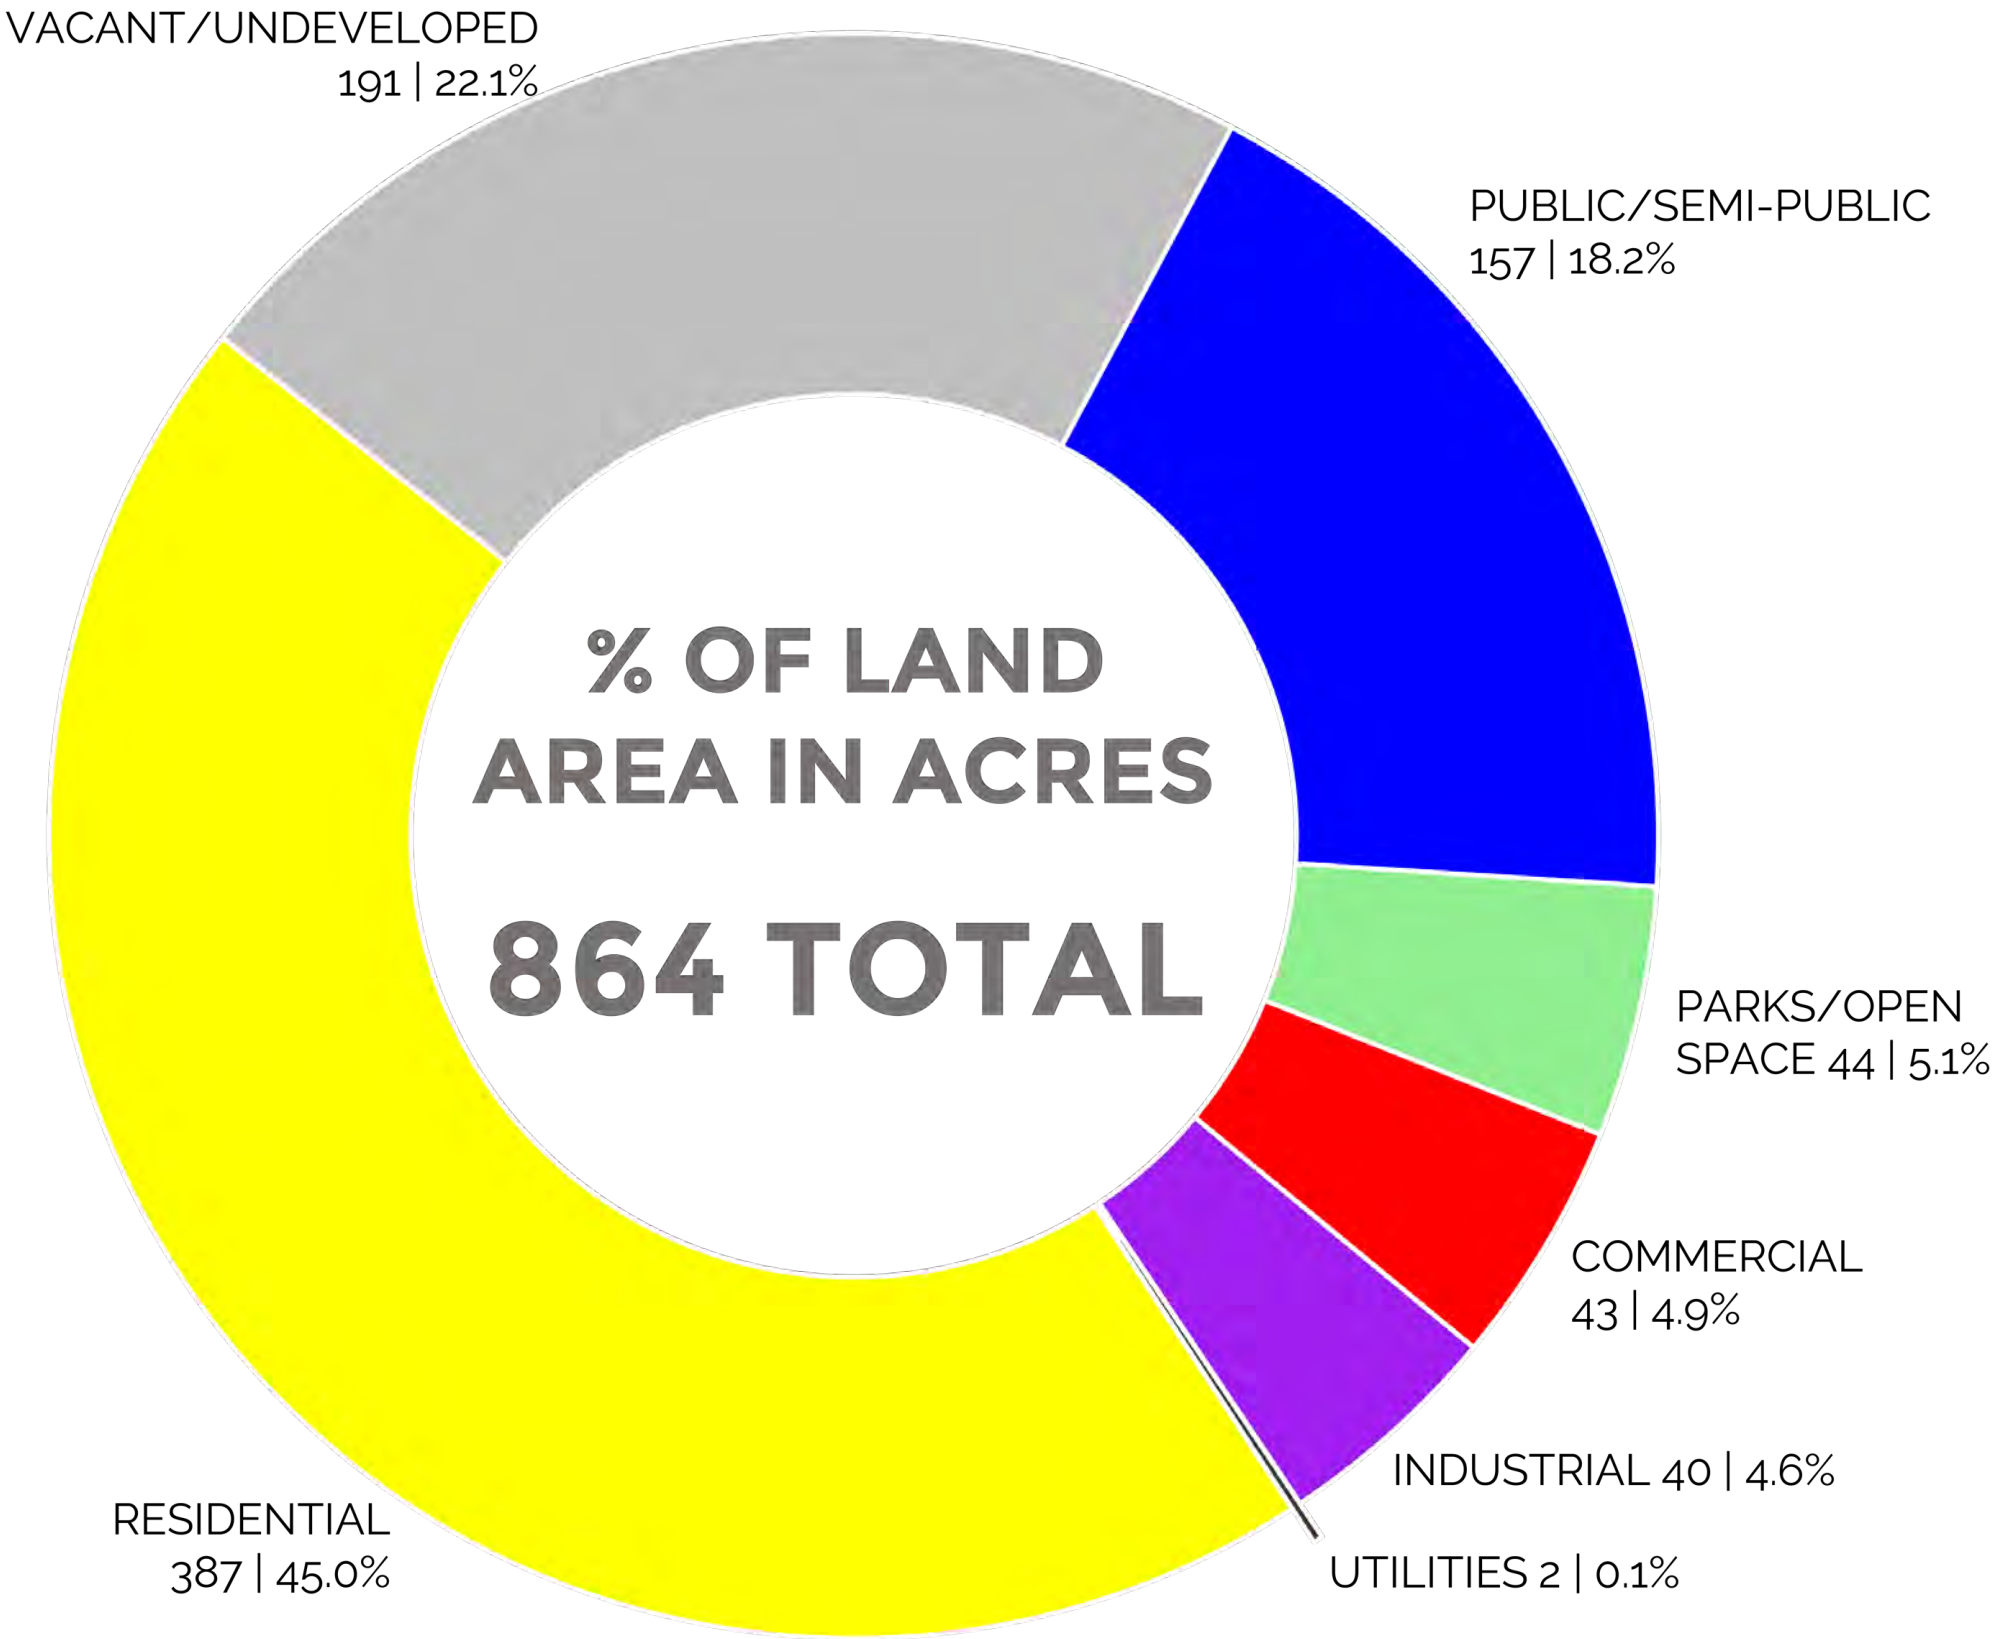 VACANT/UNDEVELOPED
191 | 22.1%
PUBLIC/SEMI-PUBLIC
157 | 18.2%
% OF LAND
AREA IN ACRES
864 TOTAL
PARKS/OPEN
SPACE 44 | 5.1%
COMMERCIAL
43 | 4.9%
INDUSTRIAL 40 | 4.6%
UTILITIES 2 | 0.1%
RESIDENTIAL
387 | 45.0%